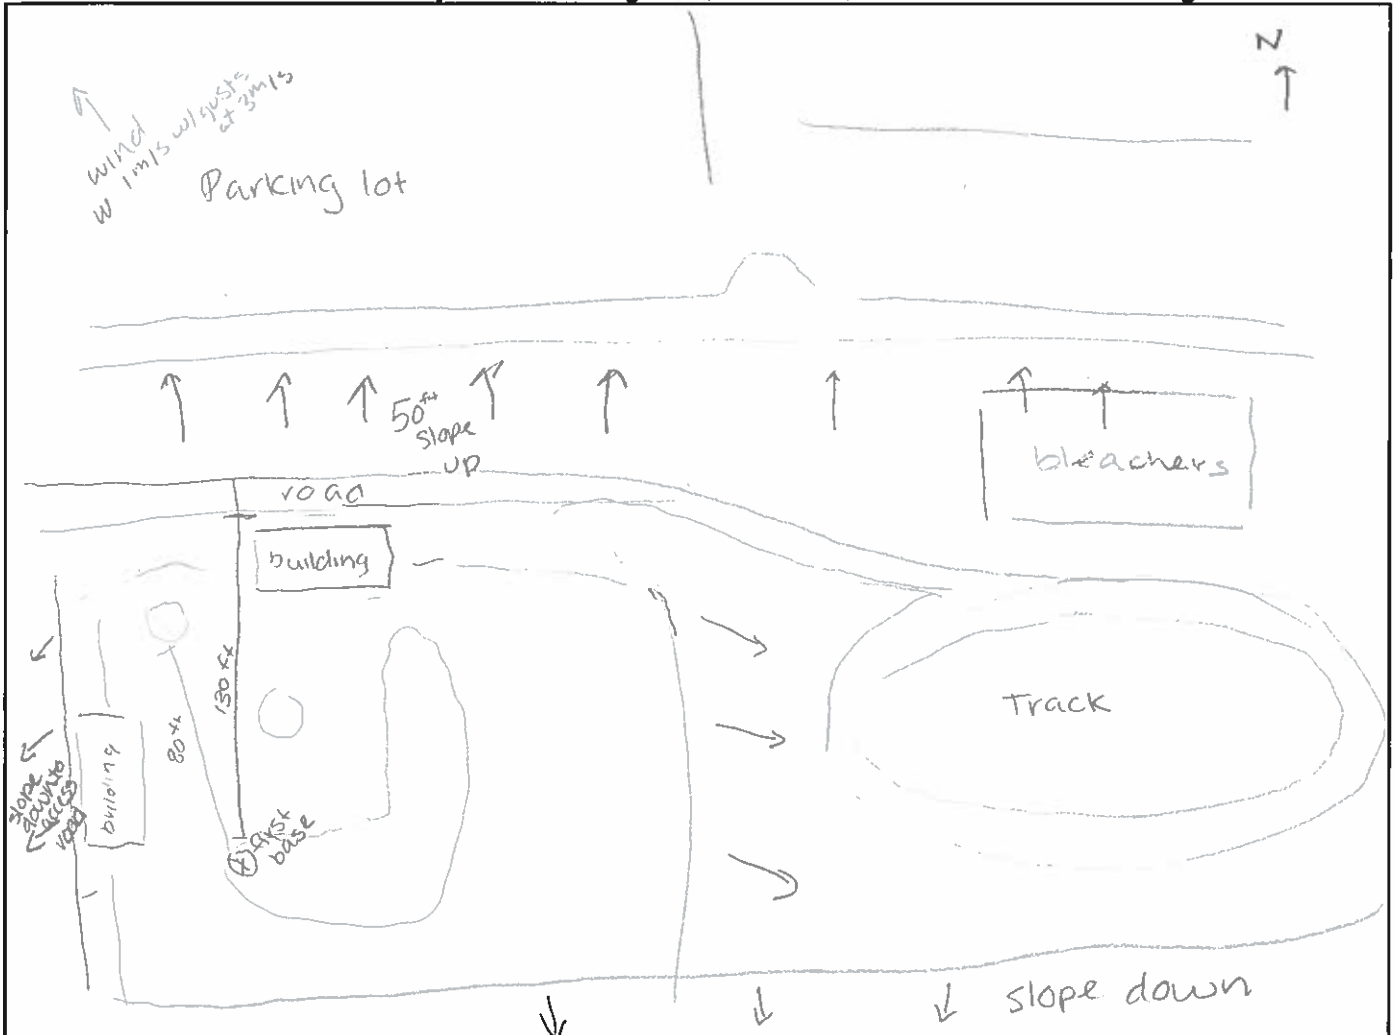 N
wind
W 1m/s w/gusts
at 3m/s
Parking lot
50ft
slope
up
road
bleachers
building
130 ft
80 ft
Track
building
slope
down to
access
road
X
first
base
slope down